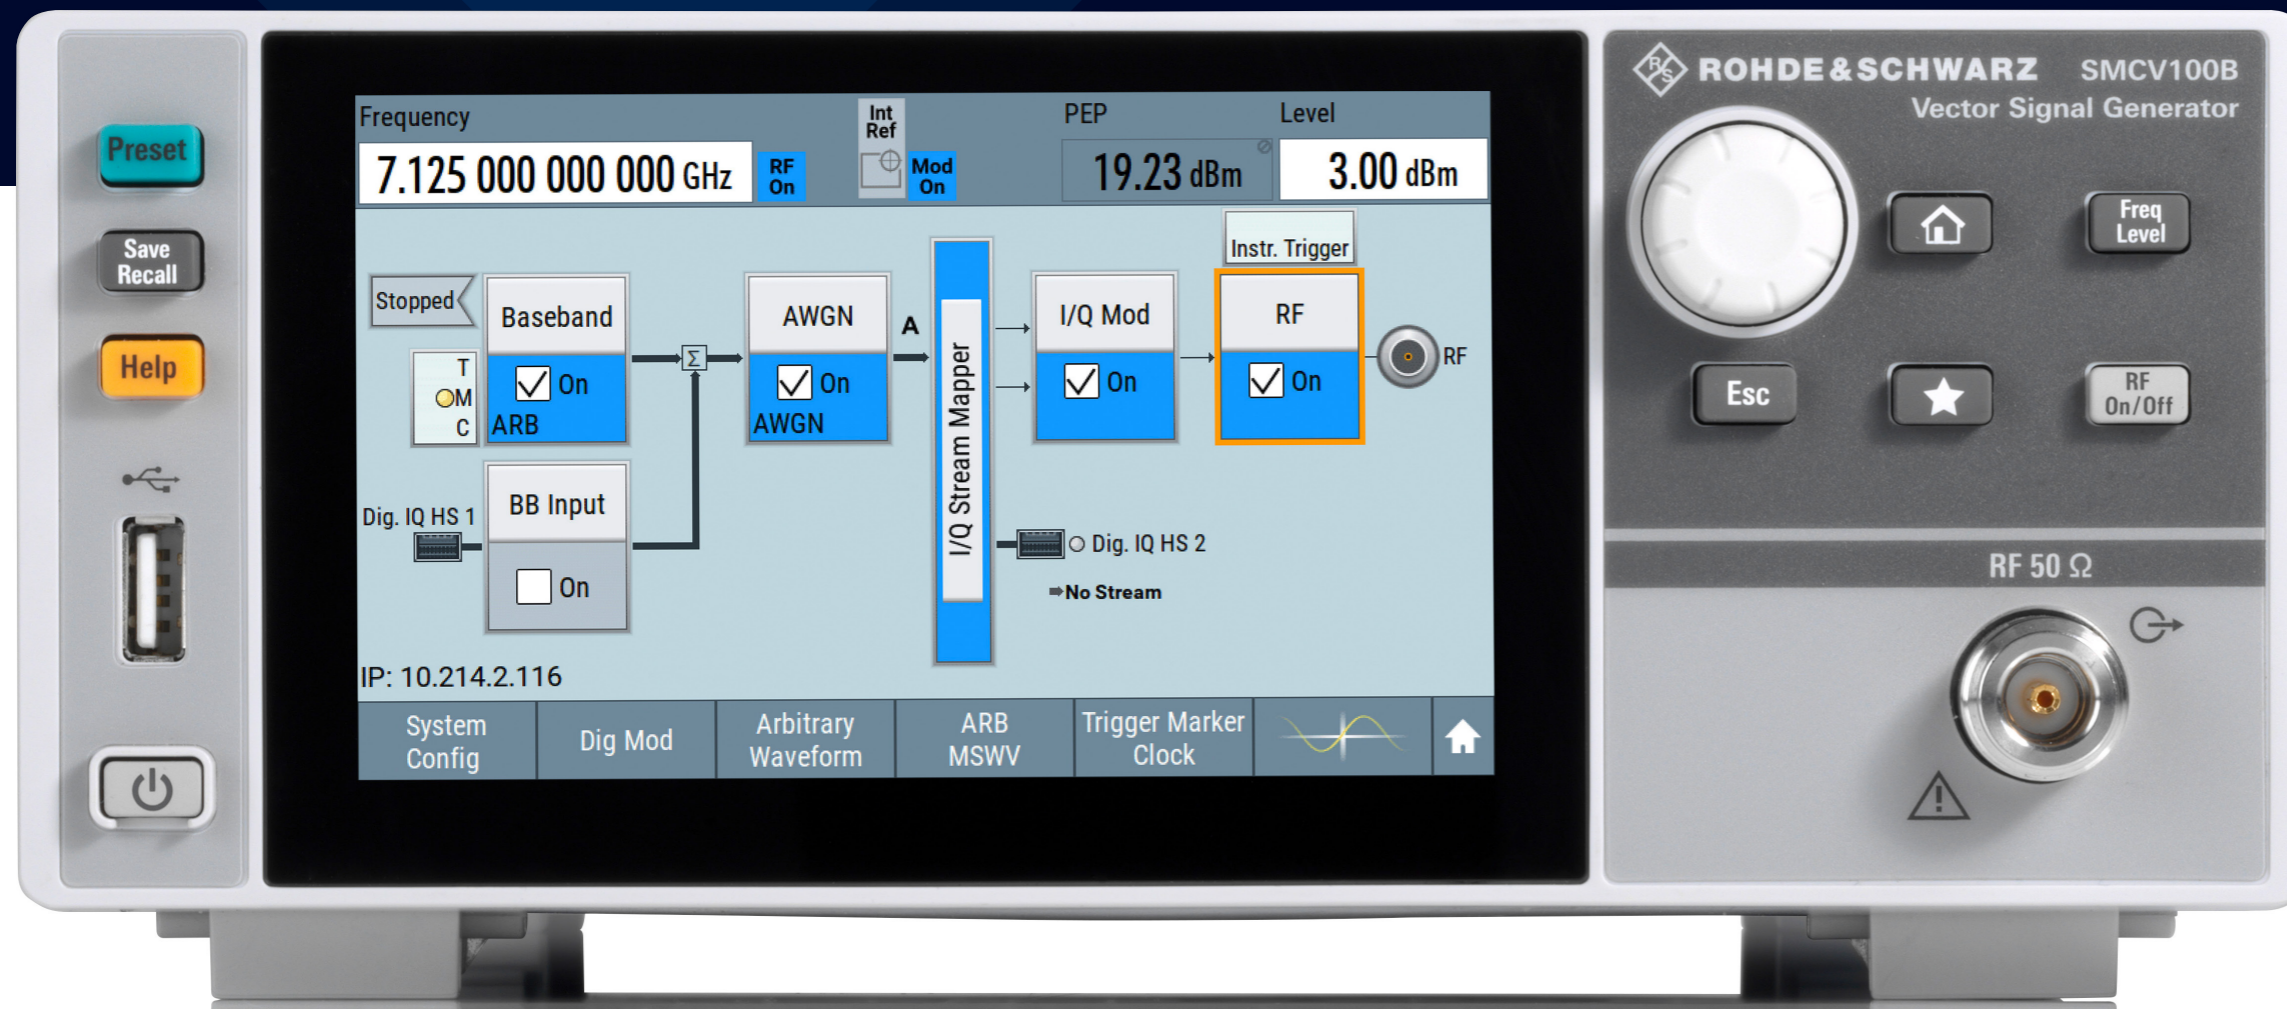 ROHDE&SCHWARZ SMCV100B
Vector Signal Generator
Preset
Save
Recall
Help
Frequency
7.125 000 000 000 GHz
RF
On
Int
Ref
Mod
On
PEP
19.23 dBm
Level
3.00 dBm
Instr. Trigger
Stopped
Baseband
On
ARB
T
M
C
AWGN
On
AWGN
A
Σ
I/Q Stream Mapper
I/Q Mod
On
RF
On
RF
Dig. IQ HS 1
BB Input
On
Dig. IQ HS 2
No Stream
IP: 10.214.2.116
System
Config
Dig Mod
Arbitrary
Waveform
ARB
MSWV
Trigger Marker
Clock
R&S
Freq
Level
Esc
RF
On/Off
RF 50 Ω